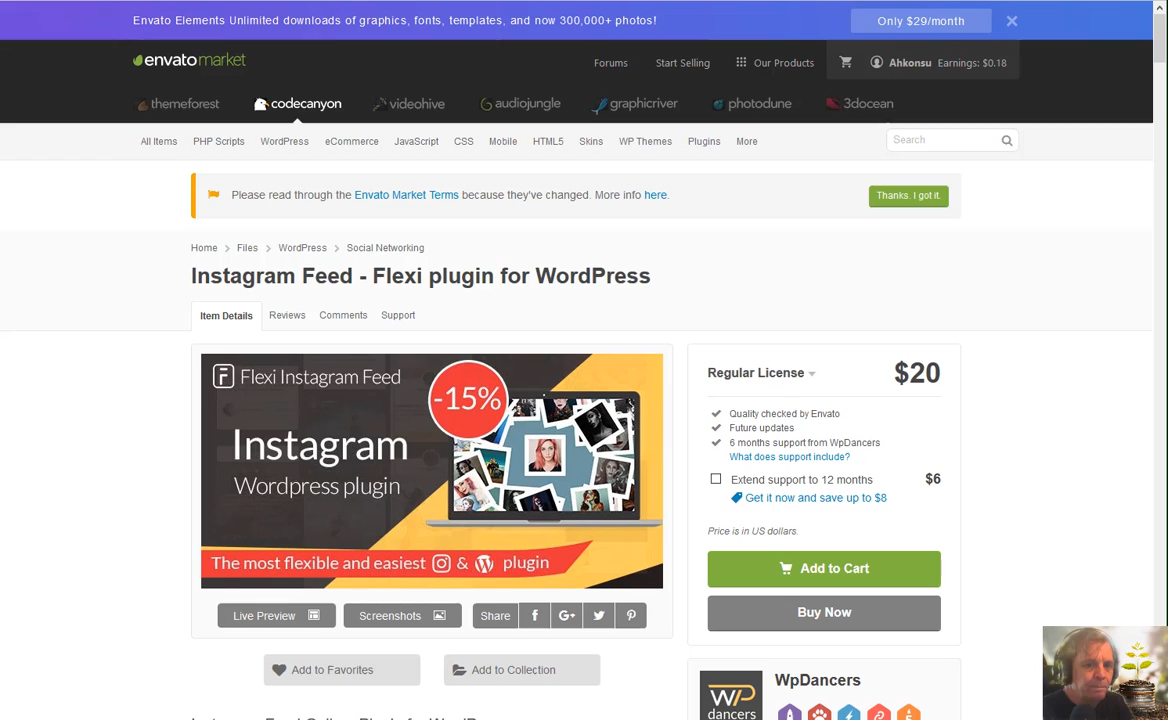 Envato Elements Unlimited downloads of graphics, fonts, templates, and now 300,000+ photos!
Only $29/month
envatomarket
Forums
Start Selling
Our Products
Ahkonsu
Earnings: $0.18
themeforest
codecanyon
videohive
audiojungle
graphicriver
photodune
3docean
All Items
PHP Scripts
WordPress
eCommerce
JavaScript
CSS
Mobile
HTML5
Skins
WP Themes
Plugins
More
Search
Please read through the Envato Market Terms because they've changed. More info here.
Thanks. I got it.
Home > Files > WordPress > Social Networking
Instagram Feed - Flexi plugin for WordPress
Item Details
Reviews
Comments
Support
Flexi Instagram Feed
-15%
Instagram
Wordpress plugin
The most flexible and easiest & plugin
Live Preview
Screenshots
Share
Add to Favorites
Add to Collection
Regular License
$20
Quality checked by Envato
Future updates
6 months support from WpDancers
What does support include?
Extend support to 12 months
$6
Get it now and save up to $8
Price is in US dollars.
Add to Cart
Buy Now
WP
dancers
WpDancers